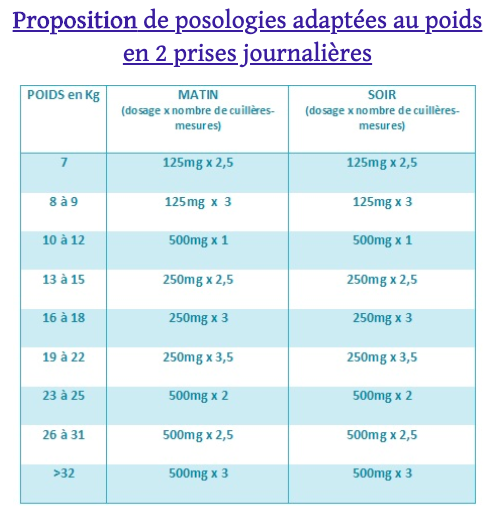 Proposition de posologies adaptées au poids
en 2 prises journalières
POIDS en Kg MATIN SOIR
(dosage x nombre de cuillères- (dosage x nombre de cuillères-
mesures) mesures)
7 125mg x 2,5 125mg x 2,5
8 à 9 125mg x 3 125mg x 3
10 à 12 500mg x 1 500mg x 1
13 à 15 250mg x 2,5 250mg x 2,5
16 à 18 250mg x 3 250mg x 3
19 à 22 250mg x 3,5 250mg x 3,5
23 à 25 500mg x 2 500mg x 2
26 à 31 500mg x 2,5 500mg x 2,5
>32 500mg x 3 500mg x 3